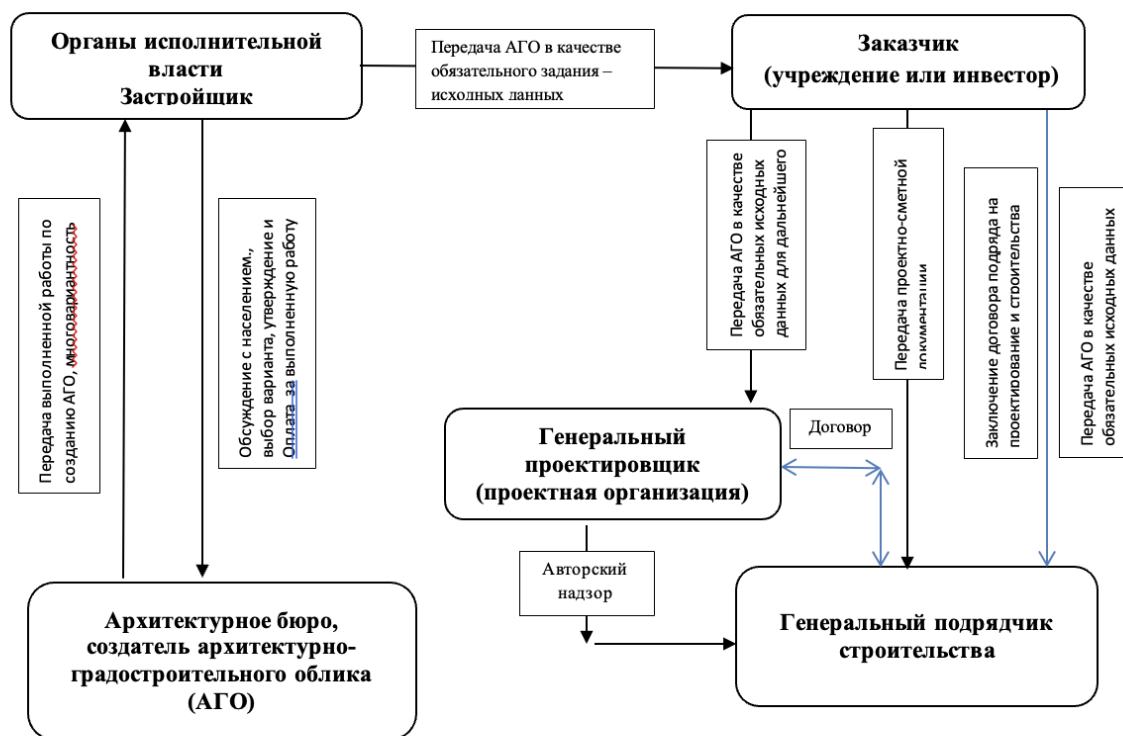 Органы исполнительной
власти
Застройщик
Передача АГО в качестве
обязательного задания –
исходных данных
Заказчик
(учреждение или инвестор)
Передача выполненной работы по
созданию АГО, многовариантность
Обсуждение с населением.,
выбор варианта, утверждение и
Оплата за выполненную работу
Передача АГО в качестве
обязательных исходных
данных для дальнейшего
Передача проектно-сметной
документации
Заключение договора подряда на
проектирование и строительства
Передача АГО в качестве
обязательных исходных данных
Генеральный
проектировщик
(проектная организация)
Договор
Авторский
надзор
Архитектурное бюро,
создатель архитектурно-
градостроительного облика
(АГО)
Генеральный подрядчик
строительства